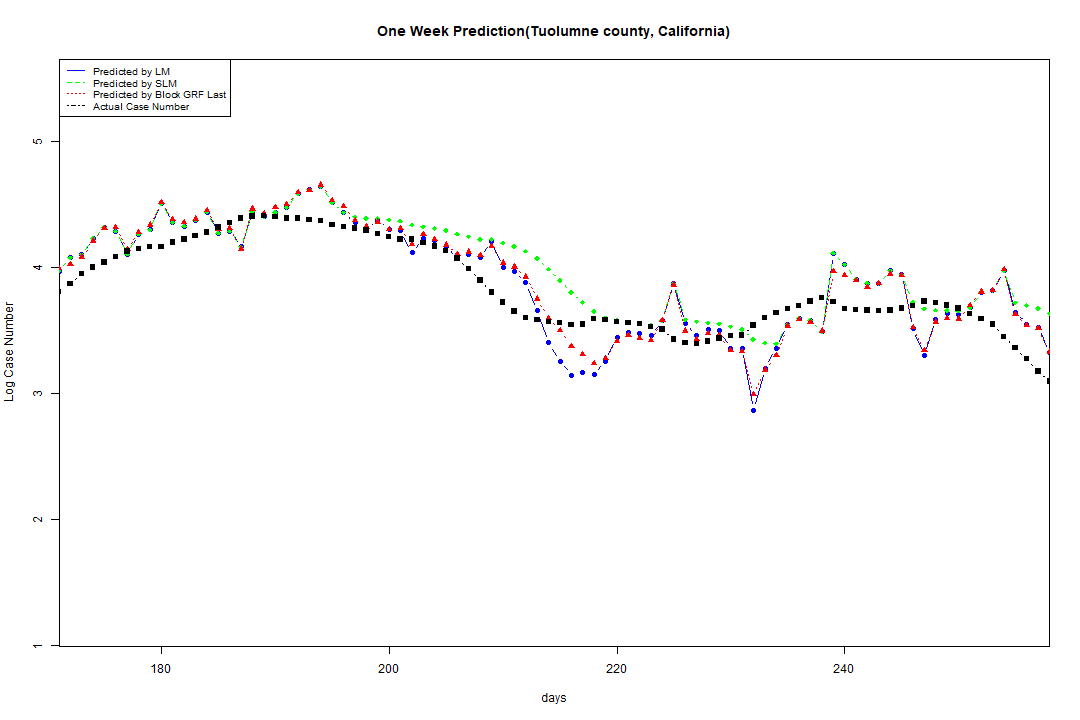 One Week Prediction(Tuolumne county, California)
Predicted by LM
Predicted by SLM
Predicted by Block GRF Last
Actual Case Number
5
4
3
2
1
Log Case Number
180 200 220 240
days